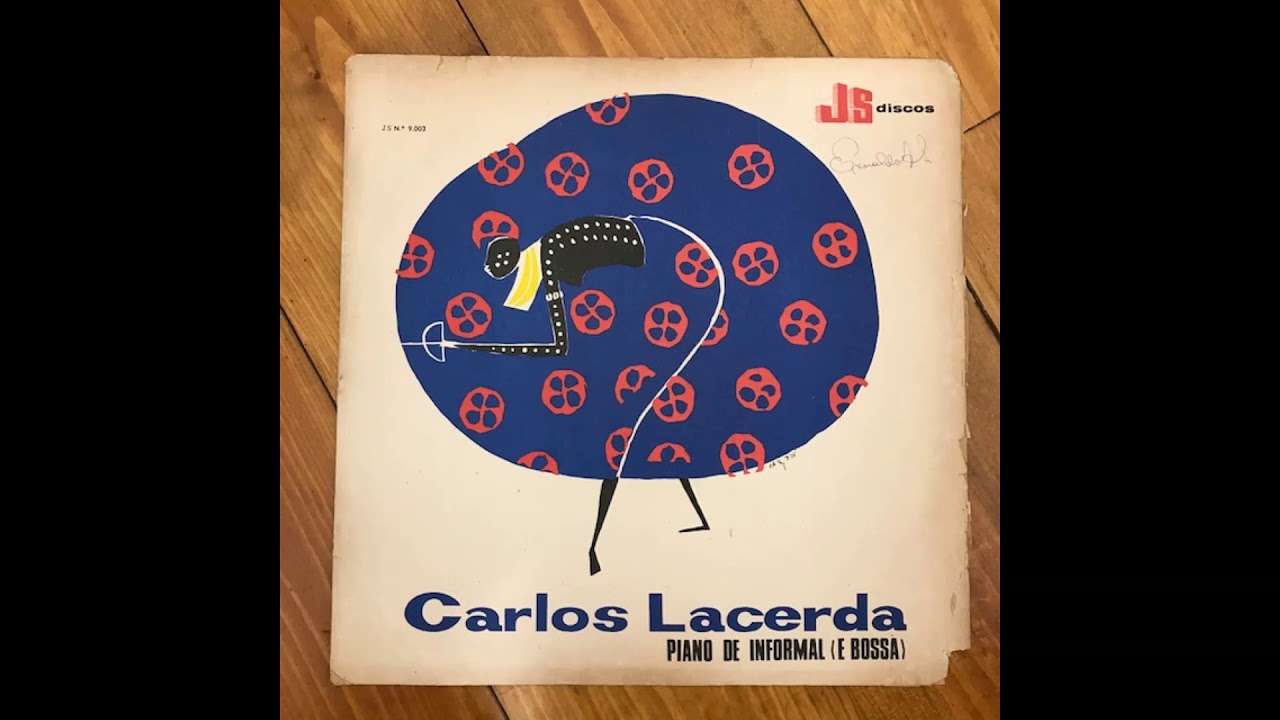 JS discos
J S N.º 9.003
Carlos Lacerda
PIANO DE INFORMAL (E BOSSA)